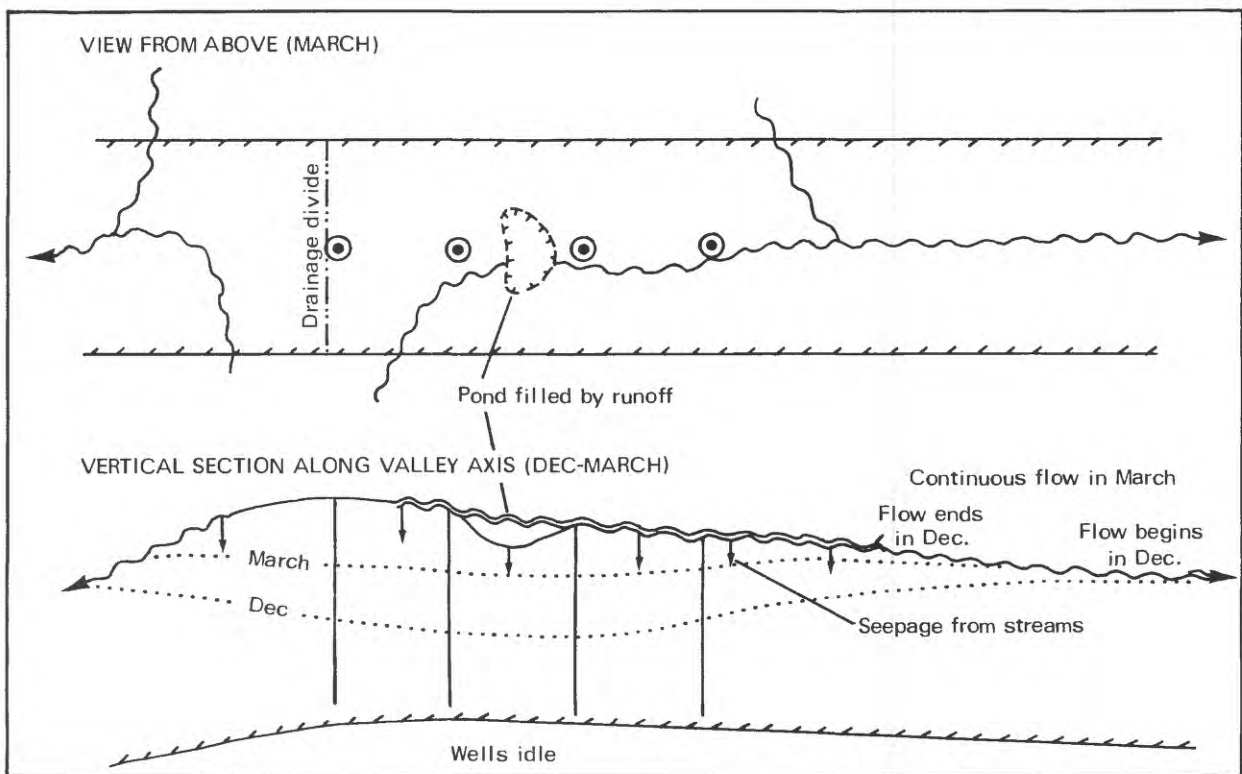 VIEW FROM ABOVE (MARCH)
Drainage divide
Pond filled by runoff
VERTICAL SECTION ALONG VALLEY AXIS (DEC-MARCH)
Continuous flow in March
Flow ends
in Dec.
Flow begins
in Dec.
March
Dec
Seepage from streams
Wells idle